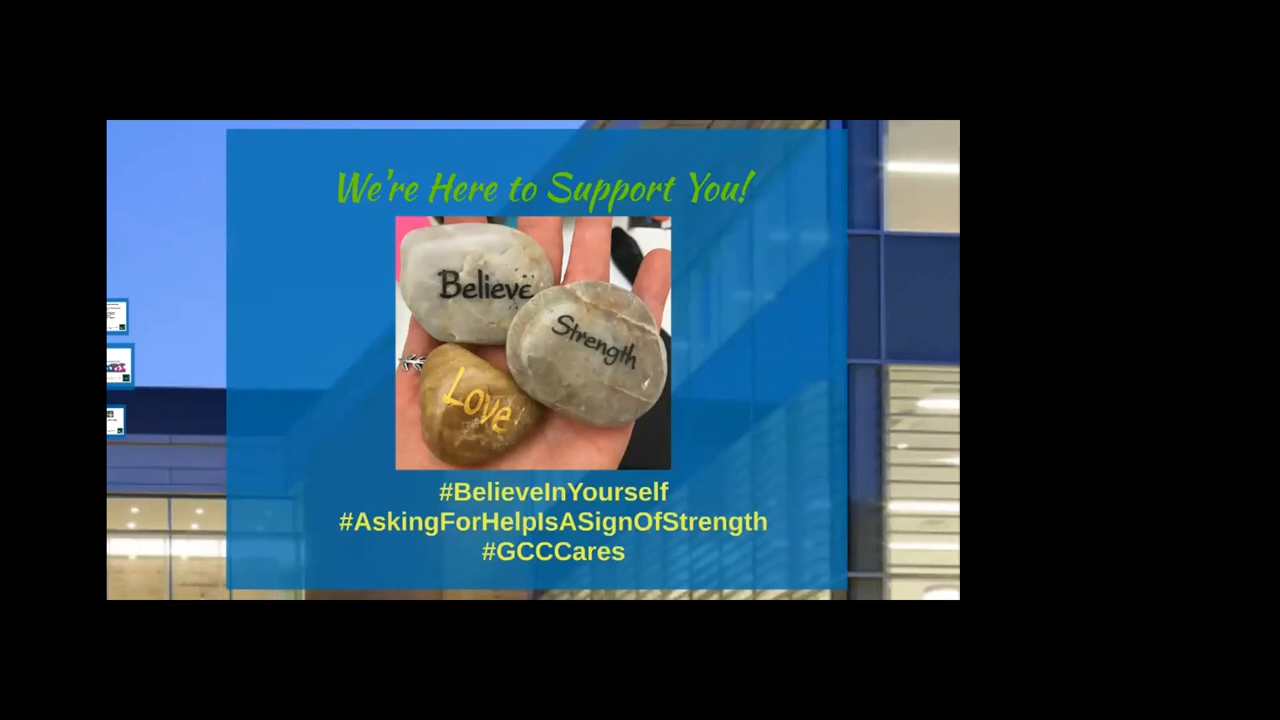 We're Here to Support You!
Believe
Strength
Love
#BelieveInYourself
#AskingForHelpIsASignOfStrength
#GCCCares